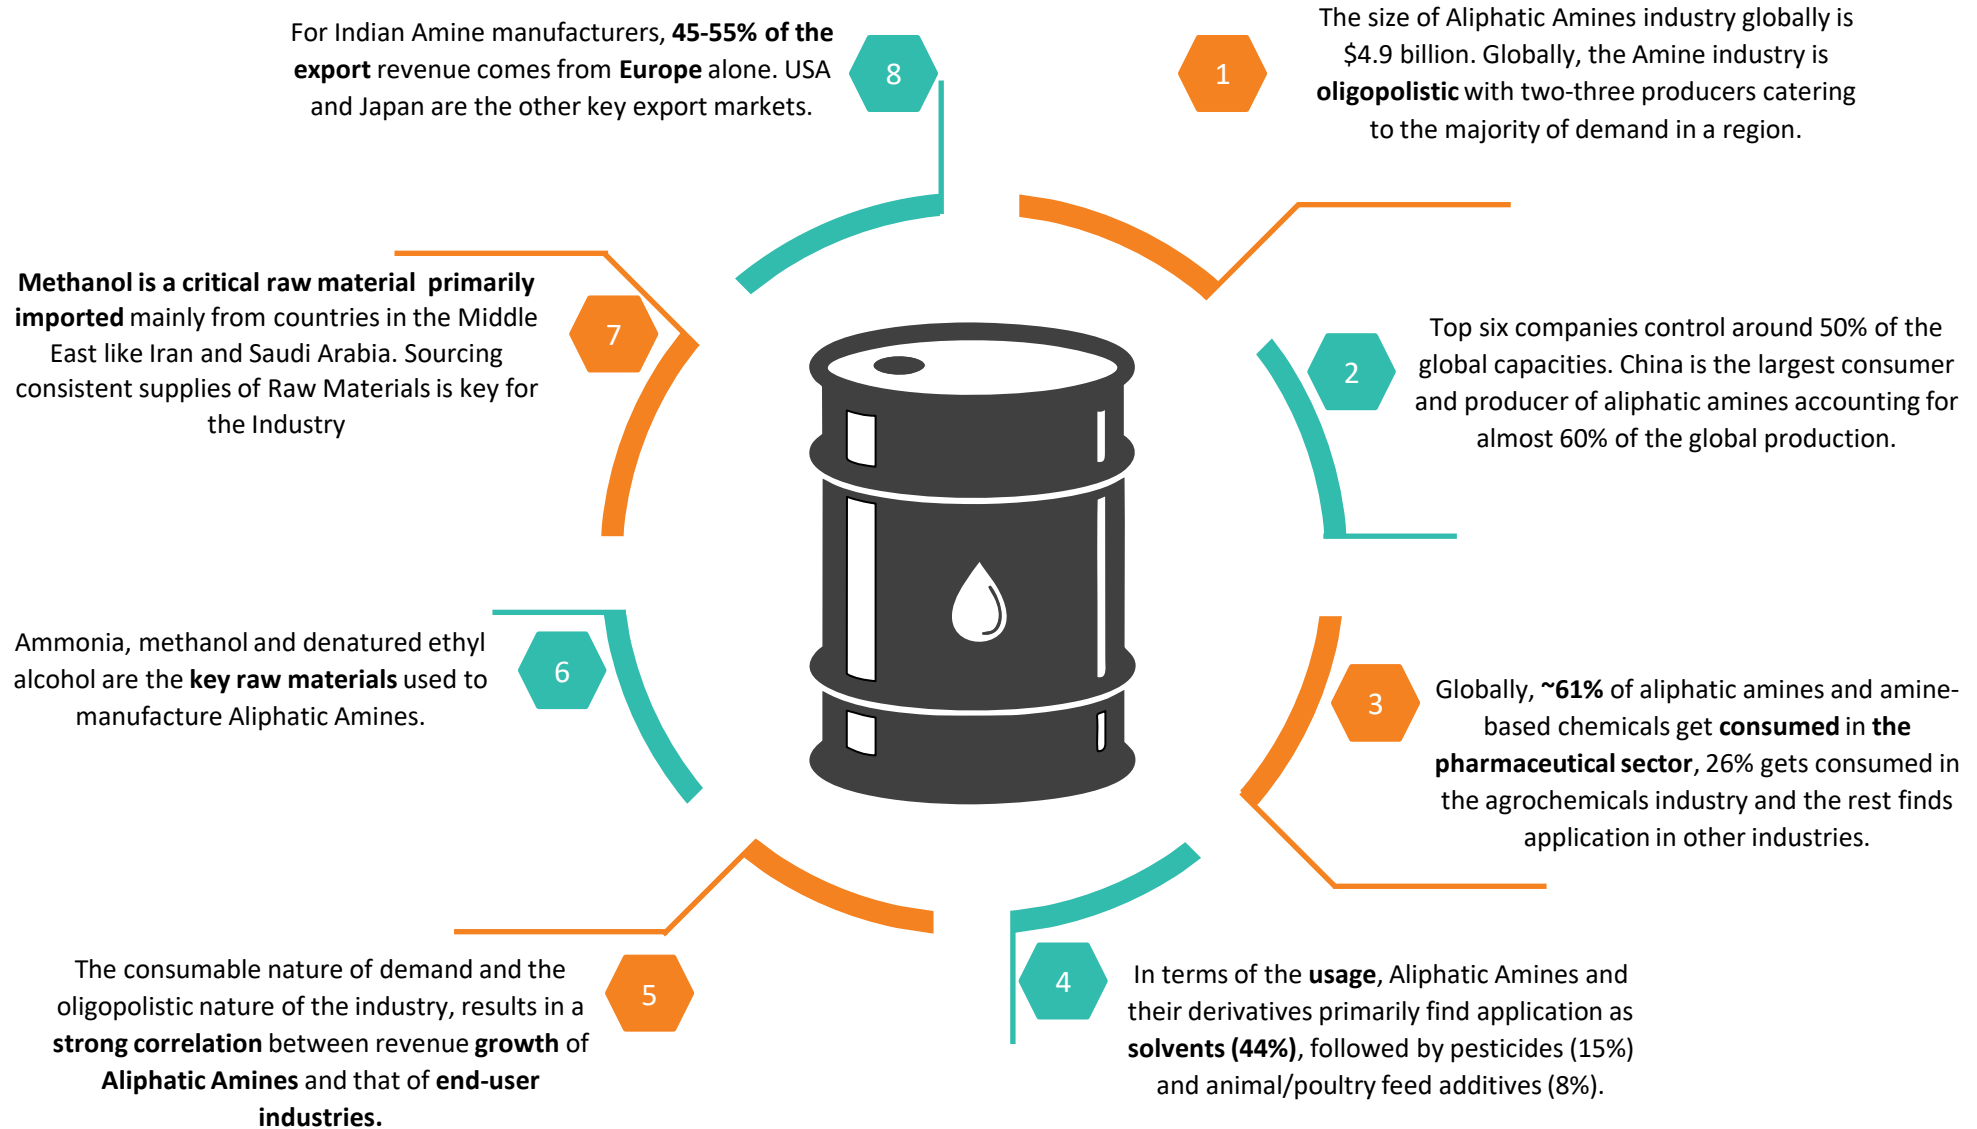 1
The size of Aliphatic Amines industry globally is
$4.9 billion. Globally, the Amine industry is
oligopolistic with two-three producers catering
to the majority of demand in a region.
2
Top six companies control around 50% of the
global capacities. China is the largest consumer
and producer of aliphatic amines accounting for
almost 60% of the global production.
3
Globally, ~61% of aliphatic amines and amine-
based chemicals get consumed in the
pharmaceutical sector, 26% gets consumed in
the agrochemicals industry and the rest finds
application in other industries.
4
In terms of the usage, Aliphatic Amines and
their derivatives primarily find application as
solvents (44%), followed by pesticides (15%)
and animal/poultry feed additives (8%).
5
The consumable nature of demand and the
oligopolistic nature of the industry, results in a
strong correlation between revenue growth of
Aliphatic Amines and that of end-user
industries.
6
Ammonia, methanol and denatured ethyl
alcohol are the key raw materials used to
manufacture Aliphatic Amines.
7
Methanol is a critical raw material primarily
imported mainly from countries in the Middle
East like Iran and Saudi Arabia. Sourcing
consistent supplies of Raw Materials is key for
the Industry
8
For Indian Amine manufacturers, 45-55% of the
export revenue comes from Europe alone. USA
and Japan are the other key export markets.